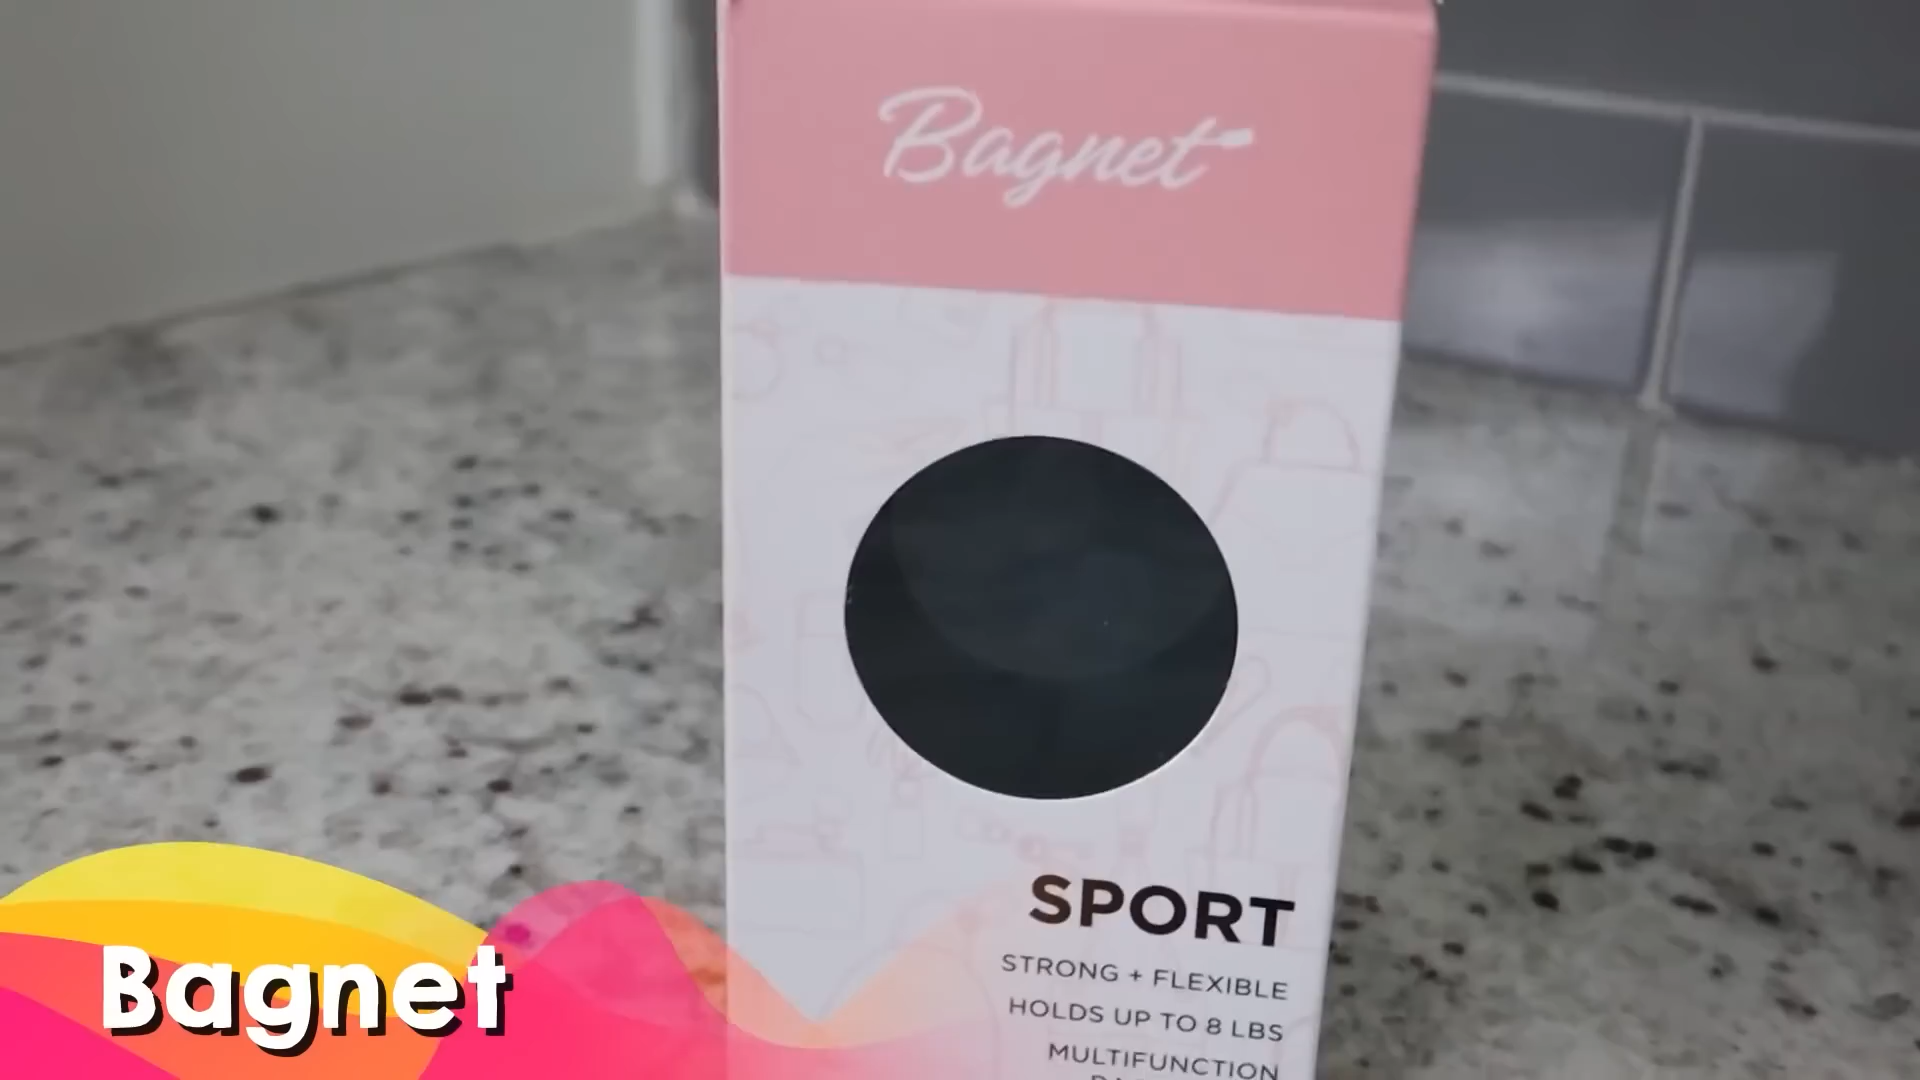 Bagnet
SPORT
STRONG + FLEXIBLE
HOLDS UP TO 8 LBS
MULTIFUNCTION
Bagnet